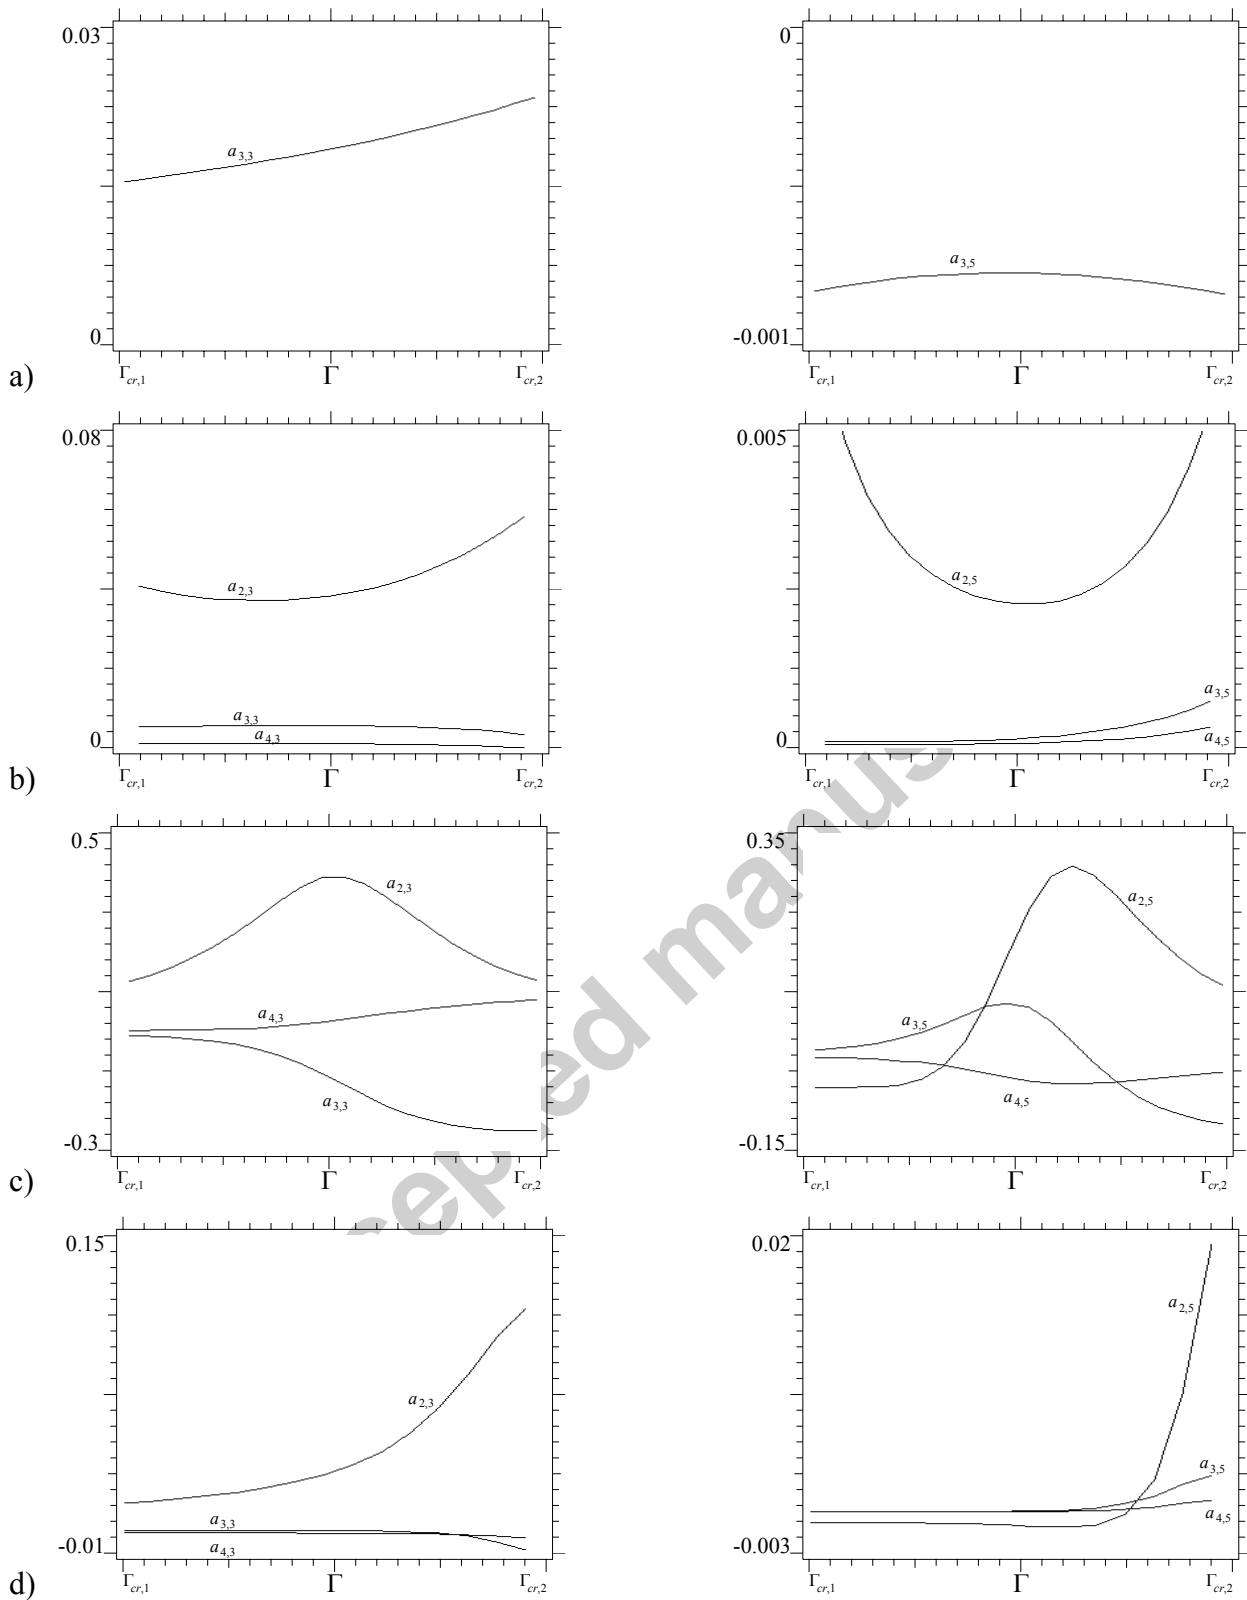 0.03
0
a3,3
a3,5
0
-0.001
a)
Γcr,1
Γ
Γcr,2
Γcr,1
Γ
Γcr,2
0.08
0.005
a2,3
a2,5
a3,3
a4,3
a3,5
a4,5
0
0
b)
Γcr,1
Γ
Γcr,2
Γcr,1
Γ
Γcr,2
0.5
0.35
a2,3
a2,5
a4,3
a3,5
a3,3
a4,5
-0.3
-0.15
c)
Γcr,1
Γ
Γcr,2
Γcr,1
Γ
Γcr,2
0.15
0.02
a2,5
a2,3
a3,5
a3,3
a4,5
a4,3
-0.01
-0.003
d)
Γcr,1
Γ
Γcr,2
Γcr,1
Γ
Γcr,2